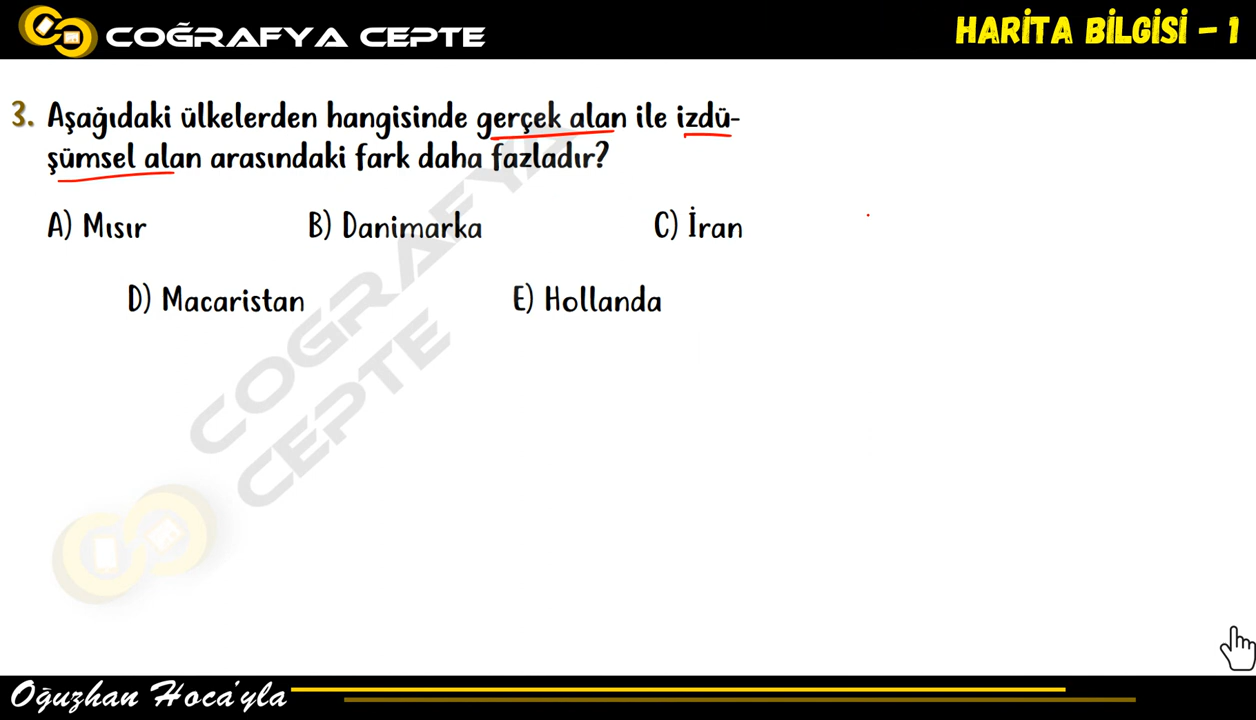 COĞRAFYA CEPTE
HARİTA BİLGİSİ – 1
3. Aşağıdaki ülkelerden hangisinde gerçek alan ile izdü-
şümsel alan arasındaki fark daha fazladır?
A) Mısır B) Danimarka C) İran
D) Macaristan E) Hollanda
COĞRAFYA
CEPTE
Oğuzhan Hoca'yla